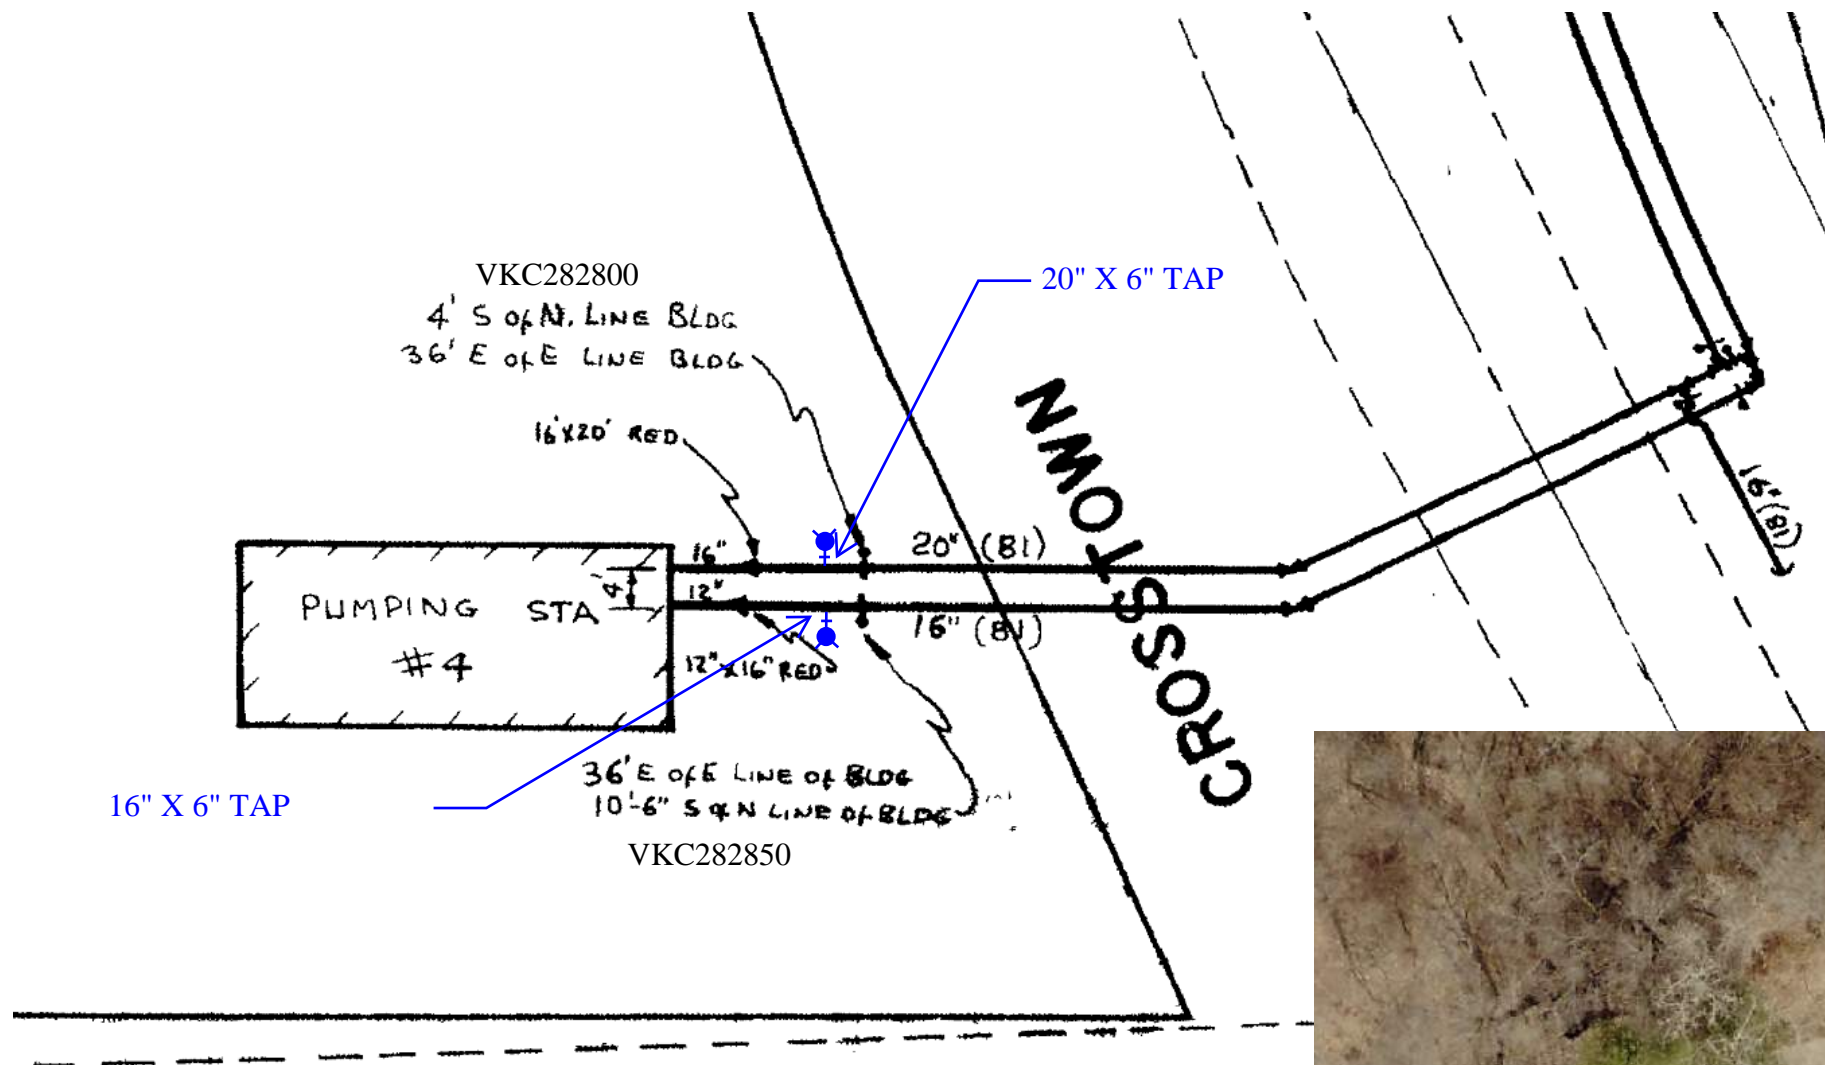 VKC282800
4' S of N. LINE BLDG
36' E of E LINE BLDG
20" X 6" TAP
16'X20' RED
16"
20" (81)
4'
12"
16" (81)
PUMPING STA
#4
12"X16" RED
CROSSTOWN
16"(81)
36' E of E LINE of BLDG
10'-6" S of N LINE of BLDG
16" X 6" TAP
VKC282850